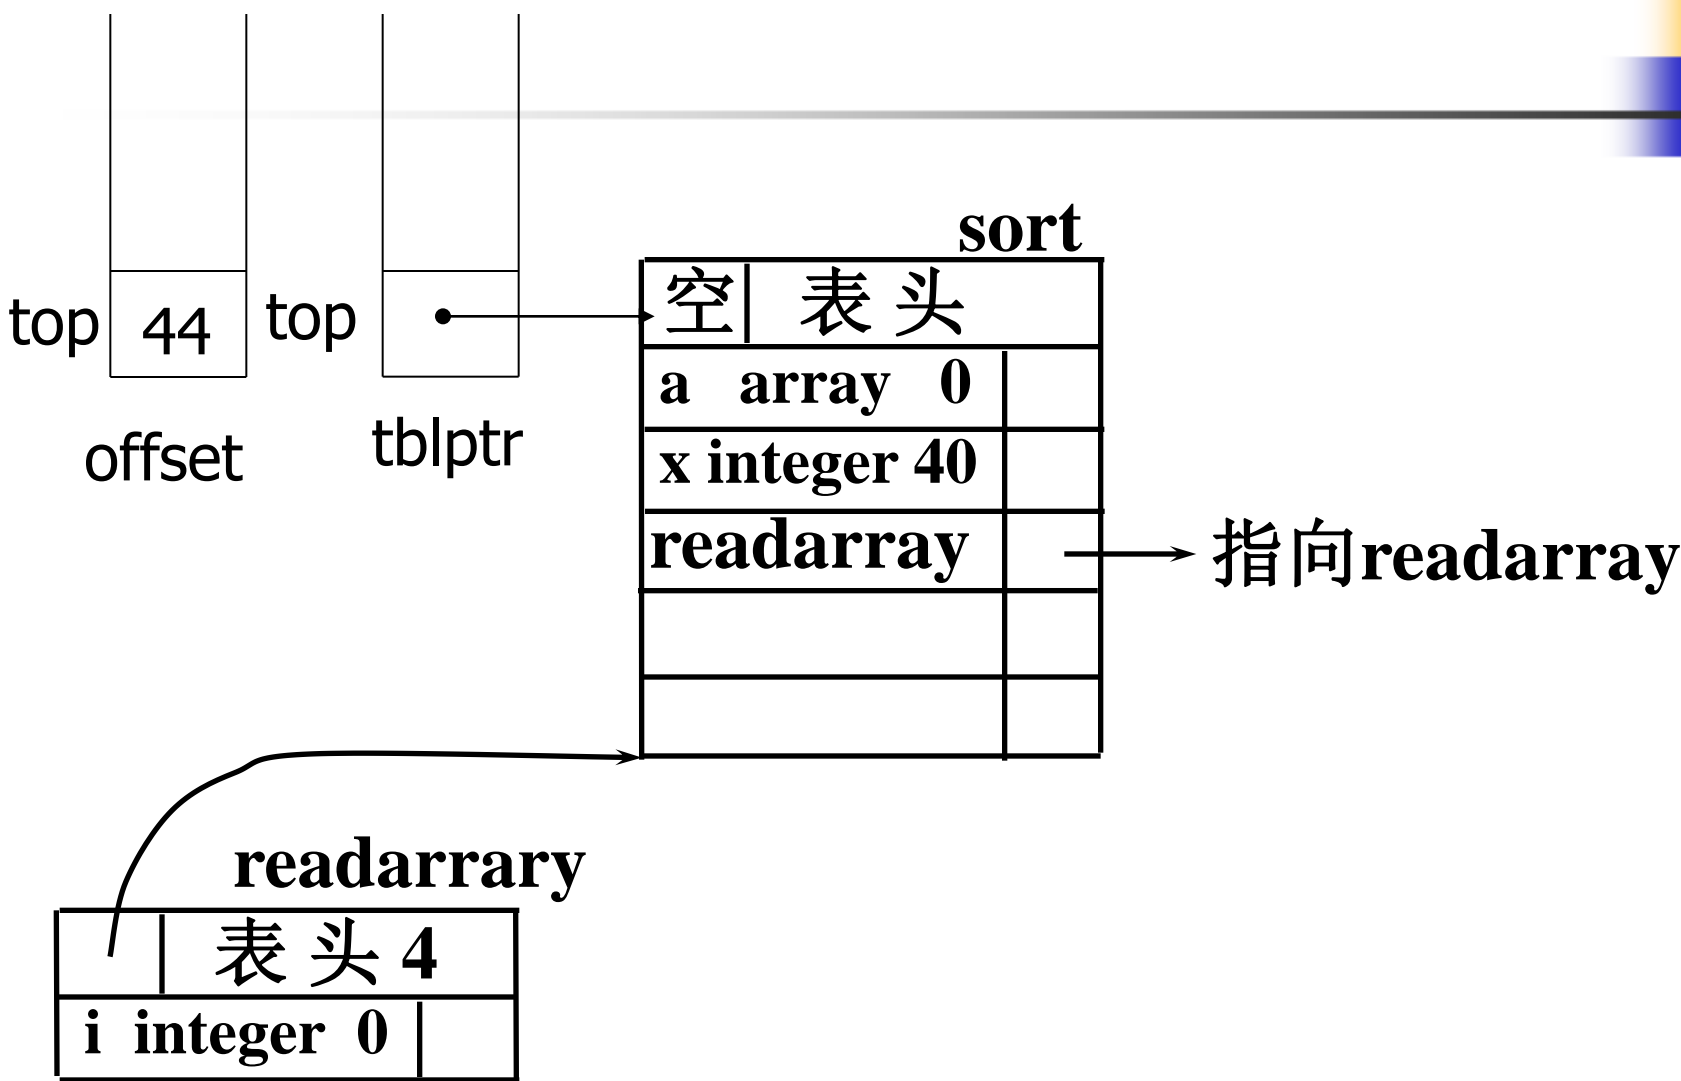 sort
空 表 头
top 44 top
a array 0
offset tblptr
x integer 40
readarray
指向readarray
readarrary
表 头 4
i integer 0